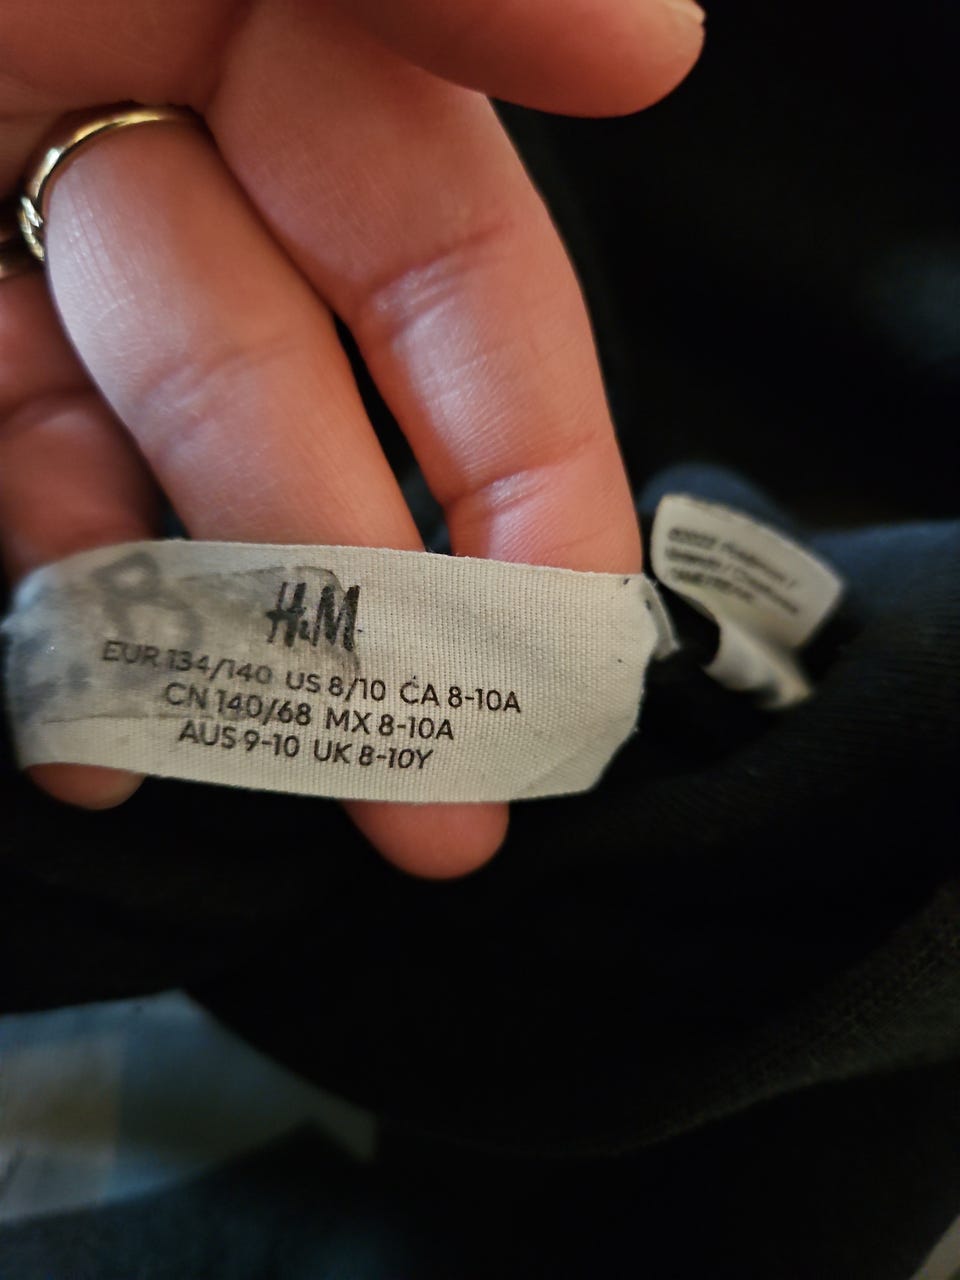 B
H&M
EUR 134/140 US 8/10 CA 8-10A
CN 140/68 MX 8-10A
AUS 9-10 UK 8-10Y